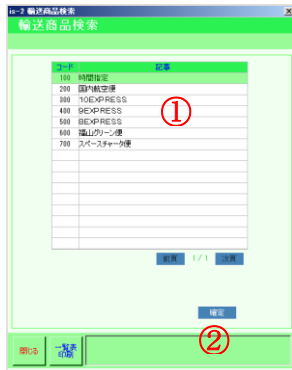 is-2 輸送商品検索
輸送商品検索
コード 記事
100 時間指定
200 国内航空便
300 10EXPRESS
400 9EXPRESS
500 8EXPRESS
600 福山グリーン便
700 スペースチャータ便
①
前頁 1/1 次頁
確定
②
閉じる 一覧表
印刷